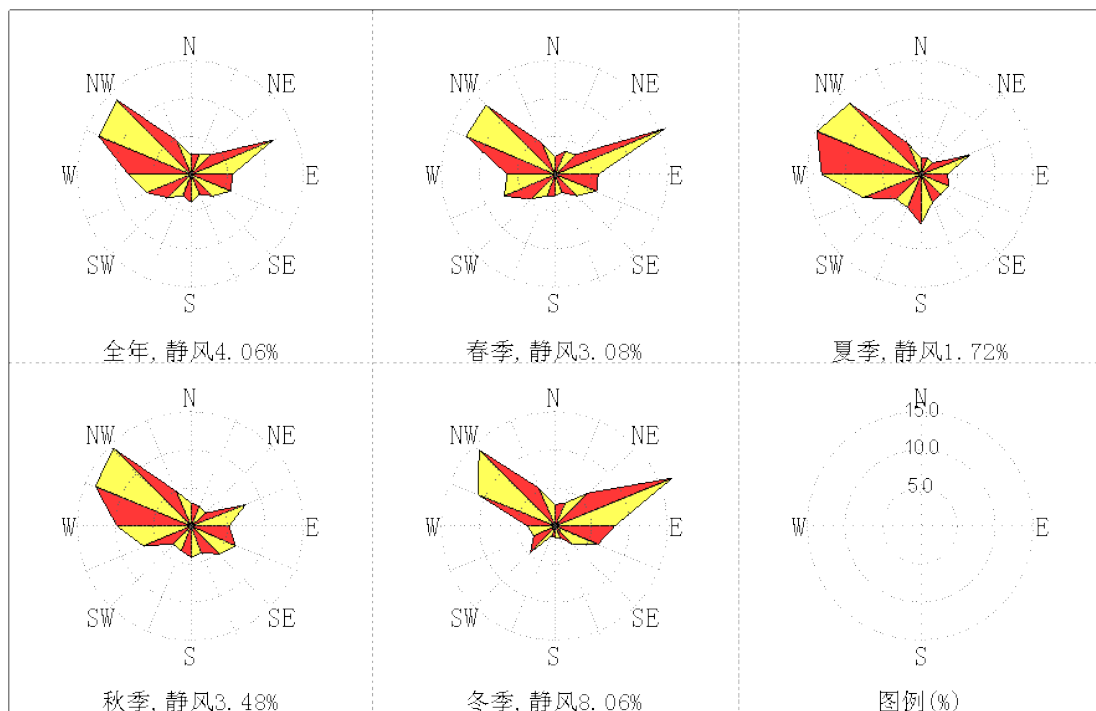 N
NW NE
W E
SW SE
S
全年,静风4.06%
N
NW NE
W E
SW SE
S
春季,静风3.08%
N
NW NE
W E
SW SE
S
夏季,静风1.72%
N
NW NE
W E
SW SE
S
秋季,静风3.48%
N
NW NE
W E
SW SE
S
冬季,静风8.06%
N
15.0
10.0
5.0
W E
S
图例(%)